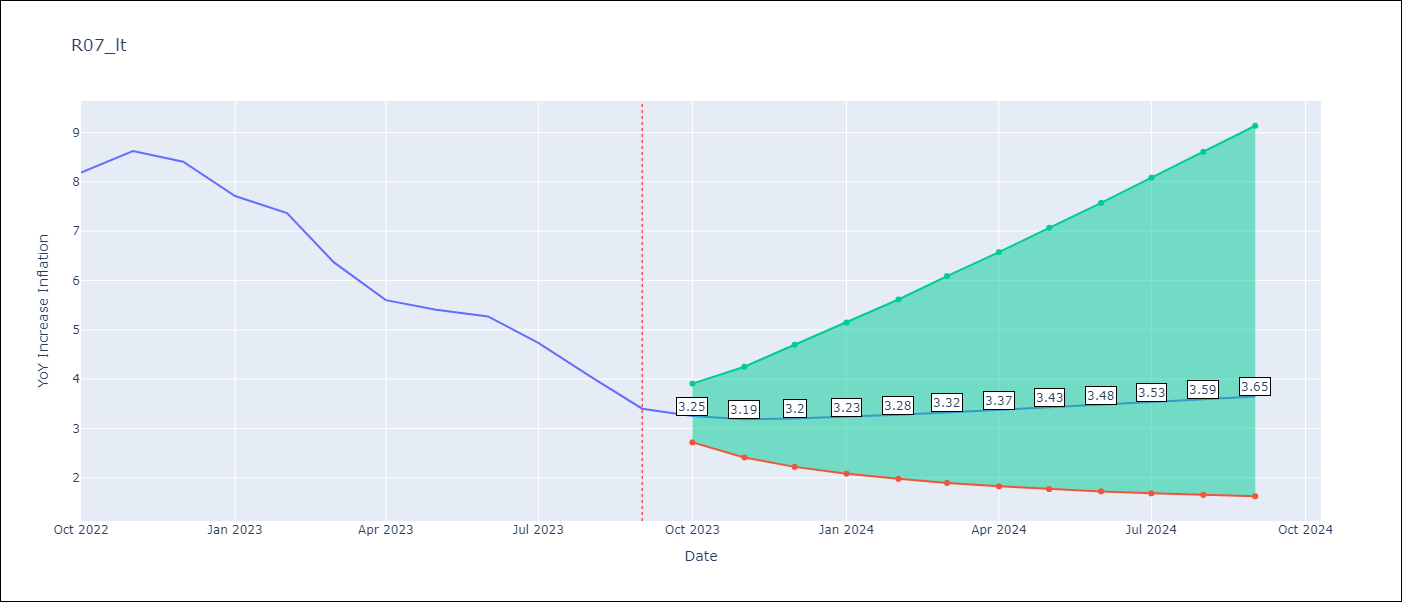 R07_lt
YoY Increase Inflation
9
8
7
6
5
4
3
2
3.25
3.19
3.2
3.23
3.28
3.32
3.37
3.43
3.48
3.53
3.59
3.65
Oct 2022
Jan 2023
Apr 2023
Jul 2023
Oct 2023
Jan 2024
Apr 2024
Jul 2024
Oct 2024
Date